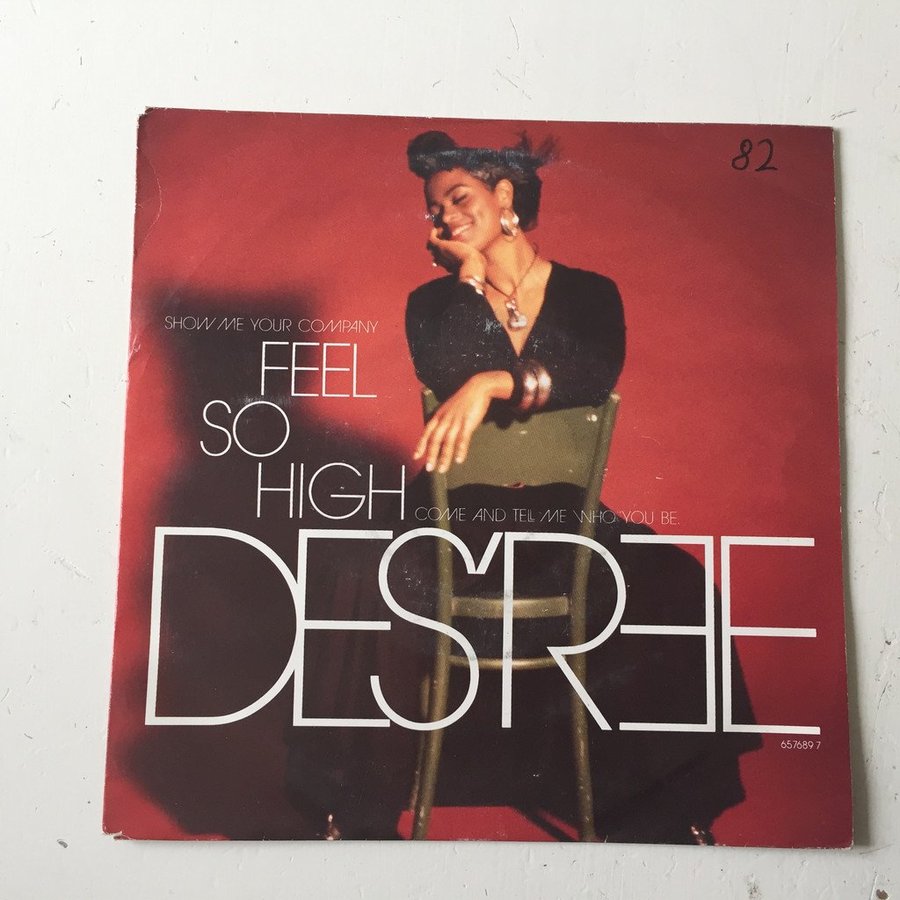 82
SHOW ME YOUR COMPANY
FEEL
SO
HIGH
COME AND TELL ME WHO YOU BE.
DES'REE
657689 7